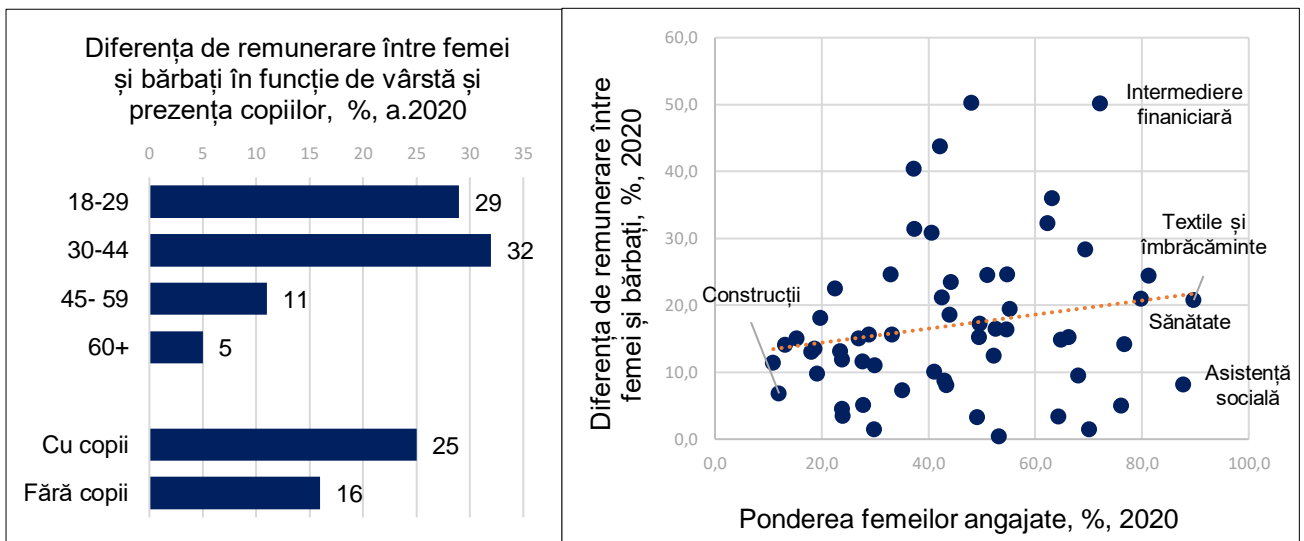 Diferența de remunerare între femei
și bărbați în funcție de vârstă și
prezența copiilor, %, a.2020
0 5 10 15 20 25 30 35
18-29 29
30-44 32
45- 59 11
60+ 5
Cu copii 25
Fără copii 16
Diferența de remunerare între
femei și bărbați, %, 2020
60,0
50,0
40,0
30,0
20,0
10,0
0,0
Intermediere
finaniciară
Textile și
îmbrăcăminte
Construcții
Sănătate
Asistență
socială
0,0 20,0 40,0 60,0 80,0 100,0
Ponderea femeilor angajate, %, 2020